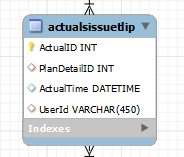 actualsissuetlip
ActualID INT
PlanDetailID INT
ActualTime DATETIME
UserId VARCHAR(450)
Indexes